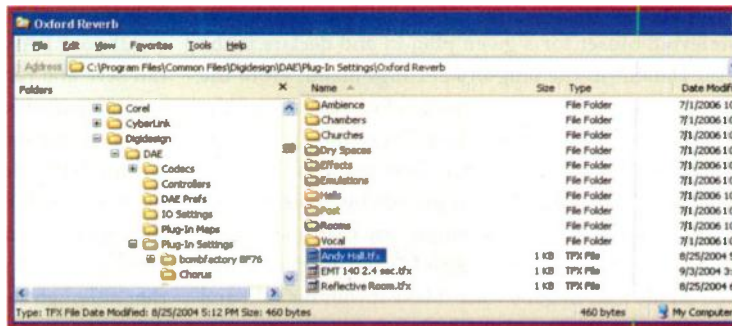 Oxford Reverb
File Edit View Favorites Tools Help
Address C:\Program Files\Common Files\Digidesign\DAE\Plug-In Settings\Oxford Reverb
Folders × Name Size Type Date Modifi
Corel
CyberLink
Digidesign
DAE
Codecs
Controllers
DAE Prefs
IO Settings
Plug-In Maps
Plug-In Settings
bombfactory BF76
Chorus
Ambience File Folder 7/1/2006 10
Chambers File Folder 7/1/2006 10
Churches File Folder 7/1/2006 10
Dry Spaces File Folder 7/1/2006 10
Effects File Folder 7/1/2006 10
Emulations File Folder 7/1/2006 10
Halls File Folder 7/1/2006 10
Post File Folder 7/1/2006 10
Rooms File Folder 7/1/2006 10
Vocal File Folder 7/1/2006 10
Andy Hall.tfx 1 KB TFX File 8/25/2004 5
EMT 140 2.4 sec.tfx 1 KB TFX File 9/3/2004 3:
Reflective Room.tfx 1 KB TFX File 8/25/2004 6
Type: TFX File Date Modified: 8/25/2004 5:12 PM Size: 460 bytes 460 bytes My Computer